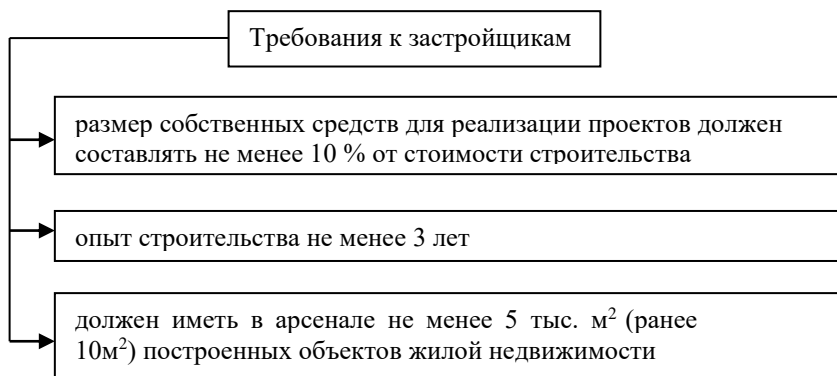 Требования к застройщикам
размер собственных средств для реализации проектов должен
составлять не менее 10 % от стоимости строительства
опыт строительства не менее 3 лет
должен иметь в арсенале не менее 5 тыс. м² (ранее
10м²) построенных объектов жилой недвижимости